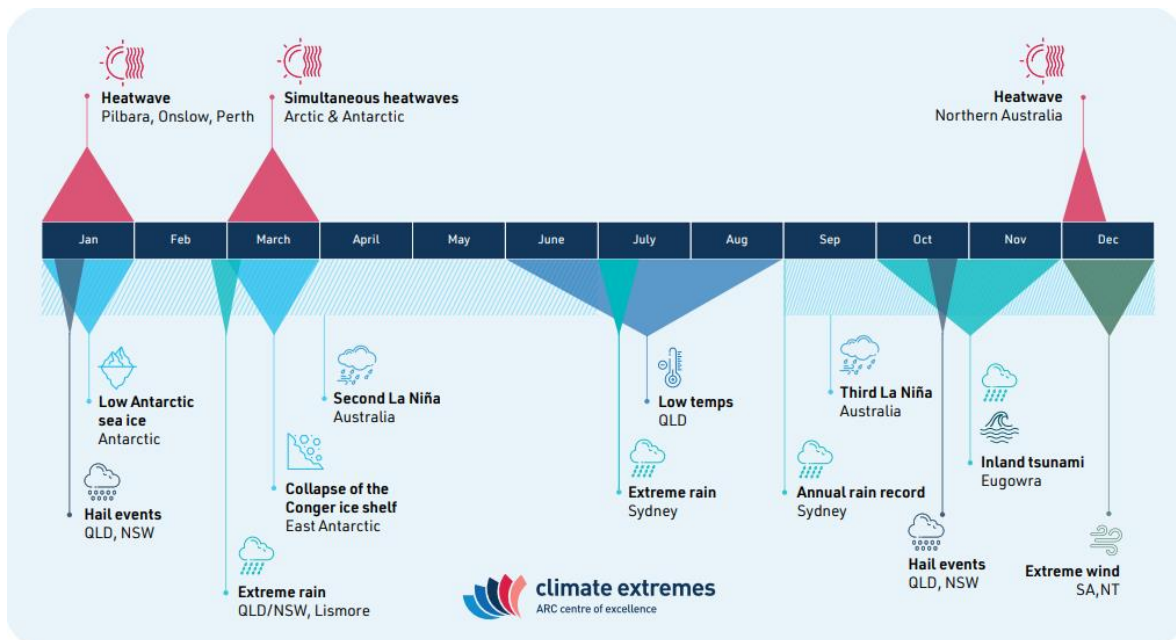 Heatwave
Pilbara, Onslow, Perth
Simultaneous heatwaves
Arctic & Antarctic
Heatwave
Northern Australia
Jan
Feb
March
April
May
June
July
Aug
Sep
Oct
Nov
Dec
Low Antarctic
sea ice
Antarctic
Hail events
QLD, NSW
Extreme rain
QLD/NSW, Lismore
Collapse of the
Conger ice shelf
East Antarctic
Second La Niña
Australia
Extreme rain
Sydney
Low temps
QLD
Annual rain record
Sydney
Third La Niña
Australia
Hail events
QLD, NSW
Inland tsunami
Eugowra
Extreme wind
SA,NT
climate extremes
ARC centre of excellence